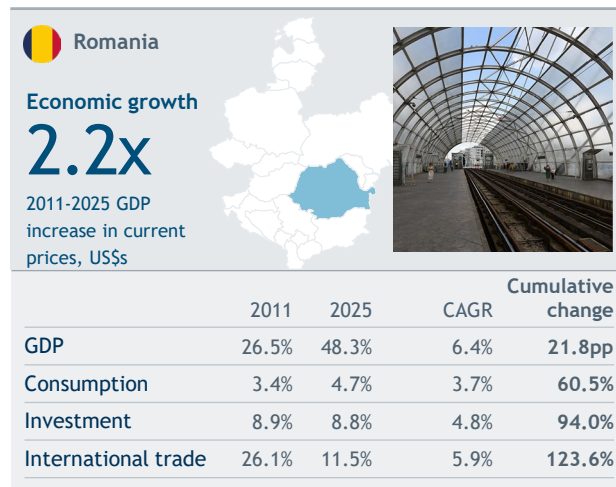 Romania
Economic growth
2.2x
2011-2025 GDP
increase in current
prices, US$s
2011 2025 CAGR Cumulative change
GDP 26.5% 48.3% 6.4% 21.8pp
Consumption 3.4% 4.7% 3.7% 60.5%
Investment 8.9% 8.8% 4.8% 94.0%
International trade 26.1% 11.5% 5.9% 123.6%